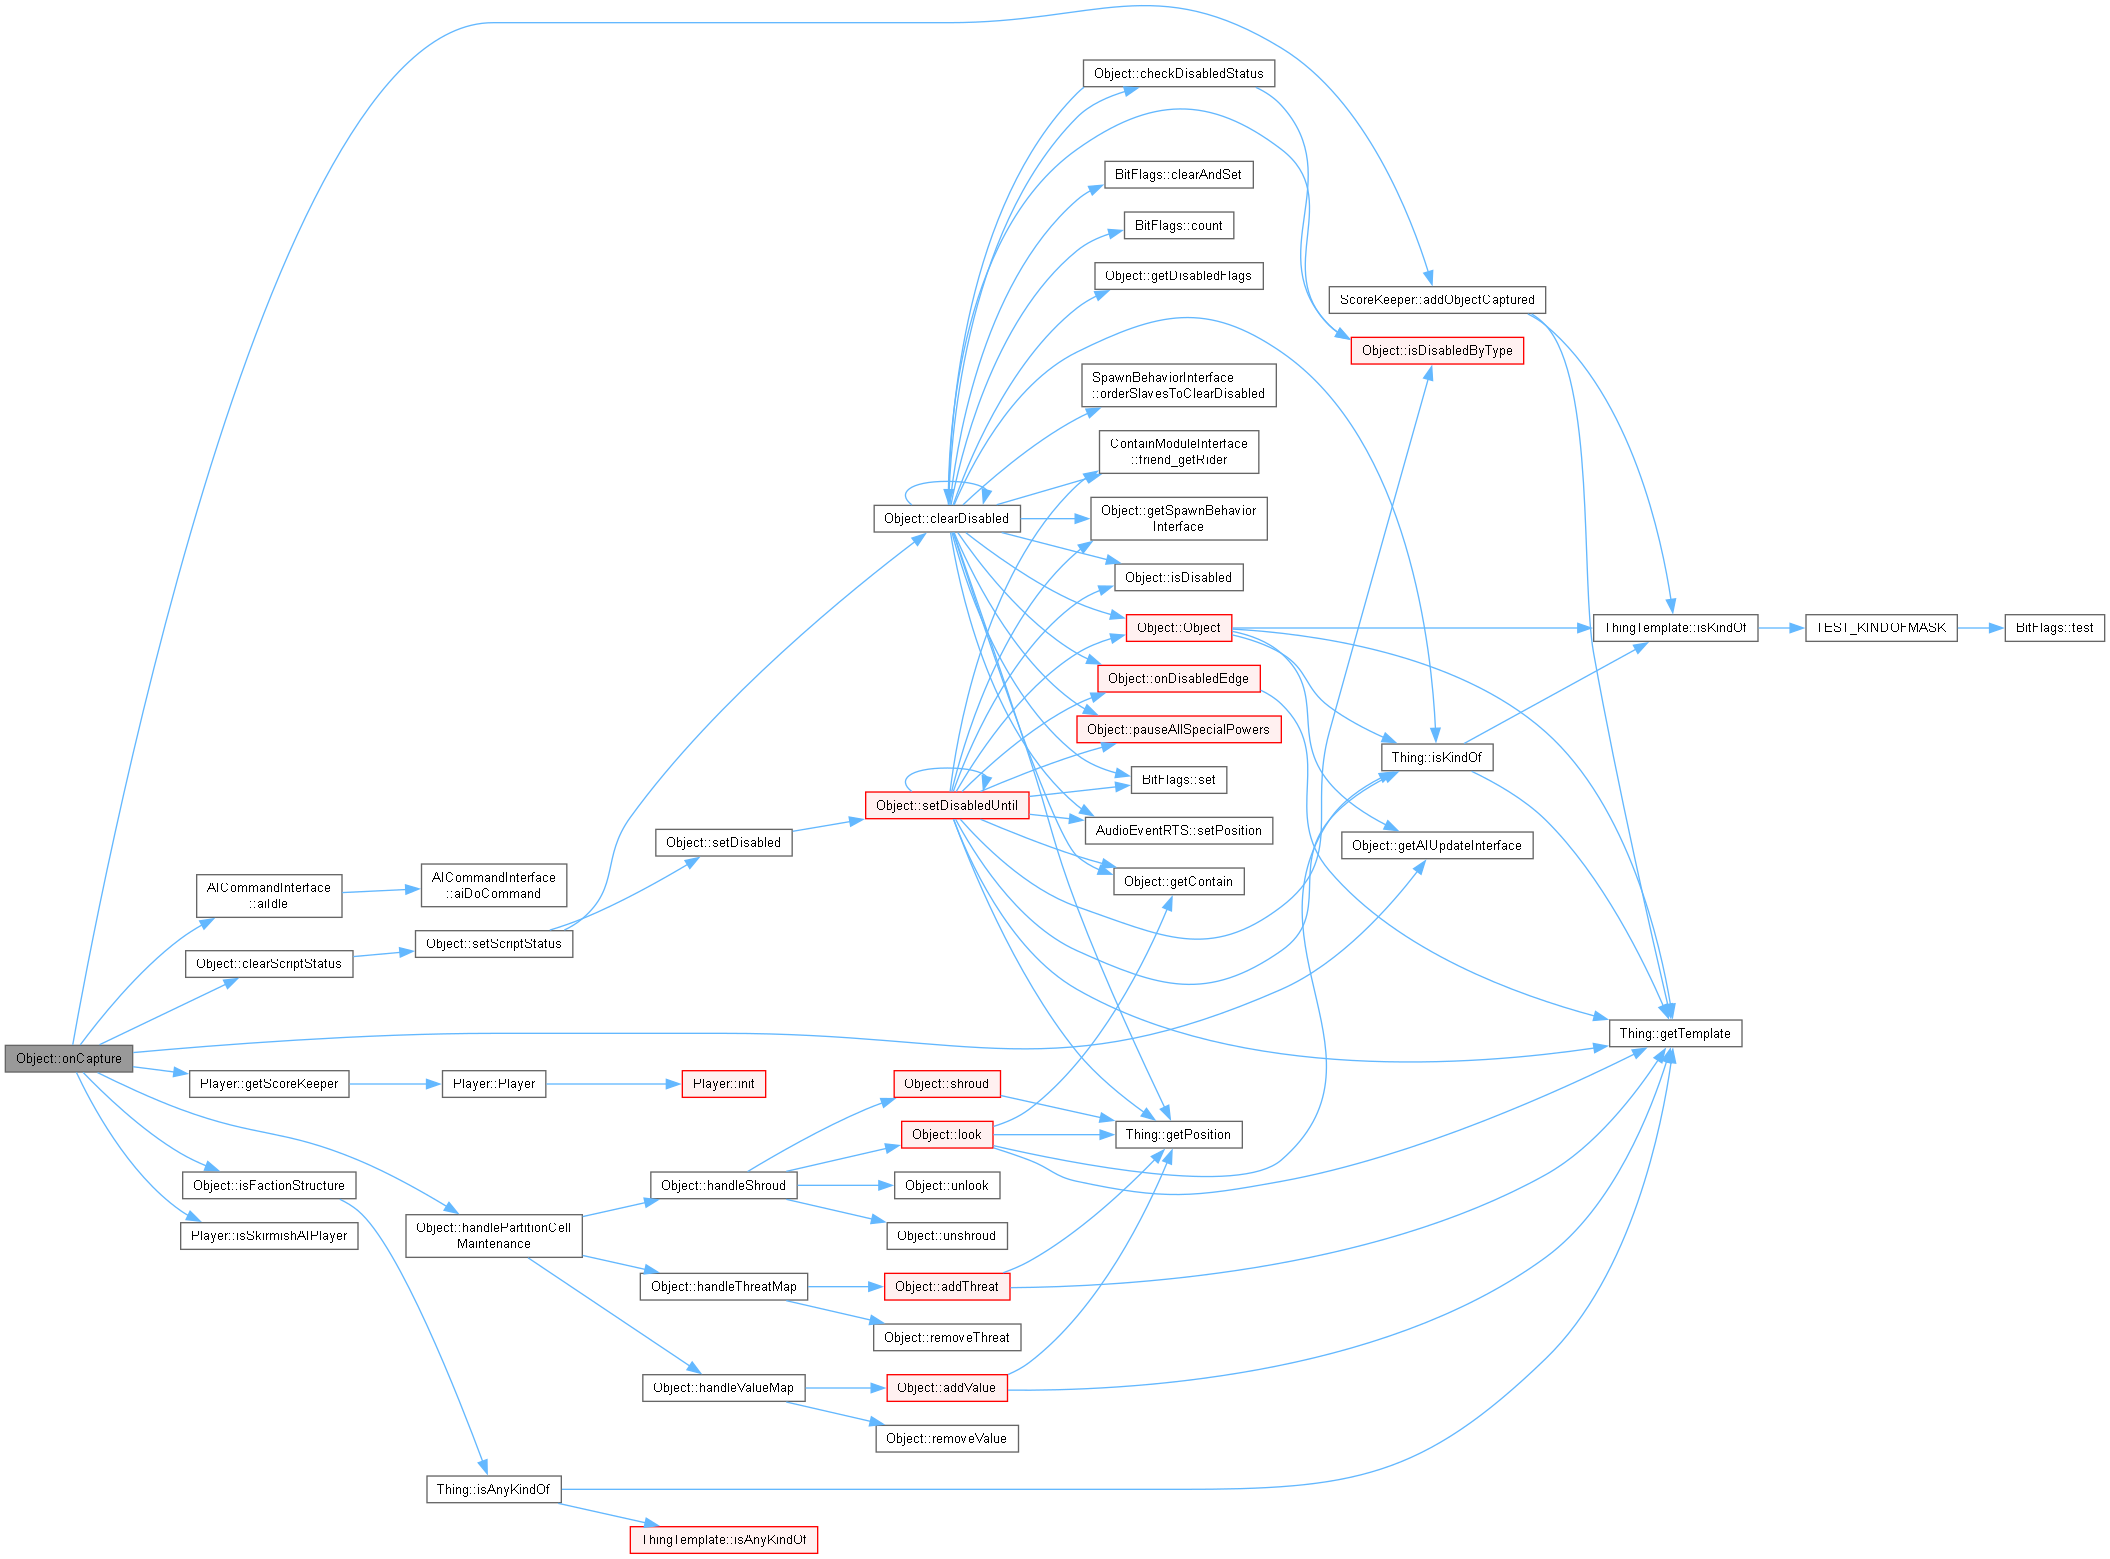 Object::onCapture
AICommandInterface
::aiIdle
AICommandInterface
::aiDoCommand
Object::clearScriptStatus
Object::setScriptStatus
Object::setDisabled
Object::setDisabledUntil
Object::clearDisabled
Object::checkDisabledStatus
BitFlags::clearAndSet
BitFlags::count
Object::getDisabledFlags
SpawnBehaviorInterface
::orderSlavesToClearDisabled
ContainModuleInterface
::friend_getRider
Object::getSpawnBehavior
Interface
Object::isDisabled
Object::Object
Object::onDisabledEdge
Object::pauseAllSpecialPowers
BitFlags::set
AudioEventRTS::setPosition
Object::getContain
Thing::getPosition
ScoreKeeper::addObjectCaptured
Object::isDisabledByType
Thing::isKindOf
Object::getAIUpdateInterface
ThingTemplate::isKindOf
TEST_KINDOFMASK
BitFlags::test
Thing::getTemplate
Player::getScoreKeeper
Player::Player
Player::init
Object::isFactionStructure
Player::isSkirmishAIPlayer
Object::handlePartitionCell
Maintenance
Object::handleShroud
Object::shroud
Object::look
Object::unlook
Object::unshroud
Object::handleThreatMap
Object::addThreat
Object::removeThreat
Object::handleValueMap
Object::addValue
Object::removeValue
Thing::isAnyKindOf
ThingTemplate::isAnyKindOf